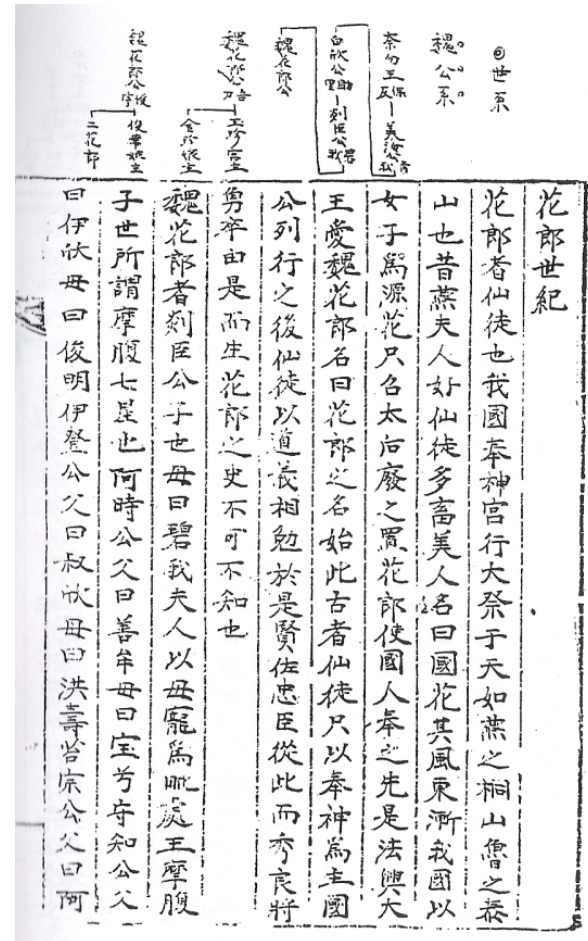 ◎世系
魏公系
花郎世紀
花郎者仙徒也我國奉神宮行大祭于天如燕之桐山魯之泰
山也昔燕夫人好仙徒多畜美人名曰國花其風東漸我國以
女子爲源花只召太后廢之置花郎使國人奉之先是法興大
王愛魏花郎名曰花郎之名始此古者仙徒只以奉神爲主國
公列行之後仙徒以道義相勉於是賢佐忠臣從此而秀良將
勇卒由是而生花郎之史不可不知也
魏花郎者剡臣公子也母曰碧我夫人以母寵爲毗處王摩腹
子世所謂摩腹七星也阿時公父曰善牟母曰宝兮守知公父
曰伊欣母曰俊明伊登公父曰叔欣母曰洪壽苔宗公父曰阿